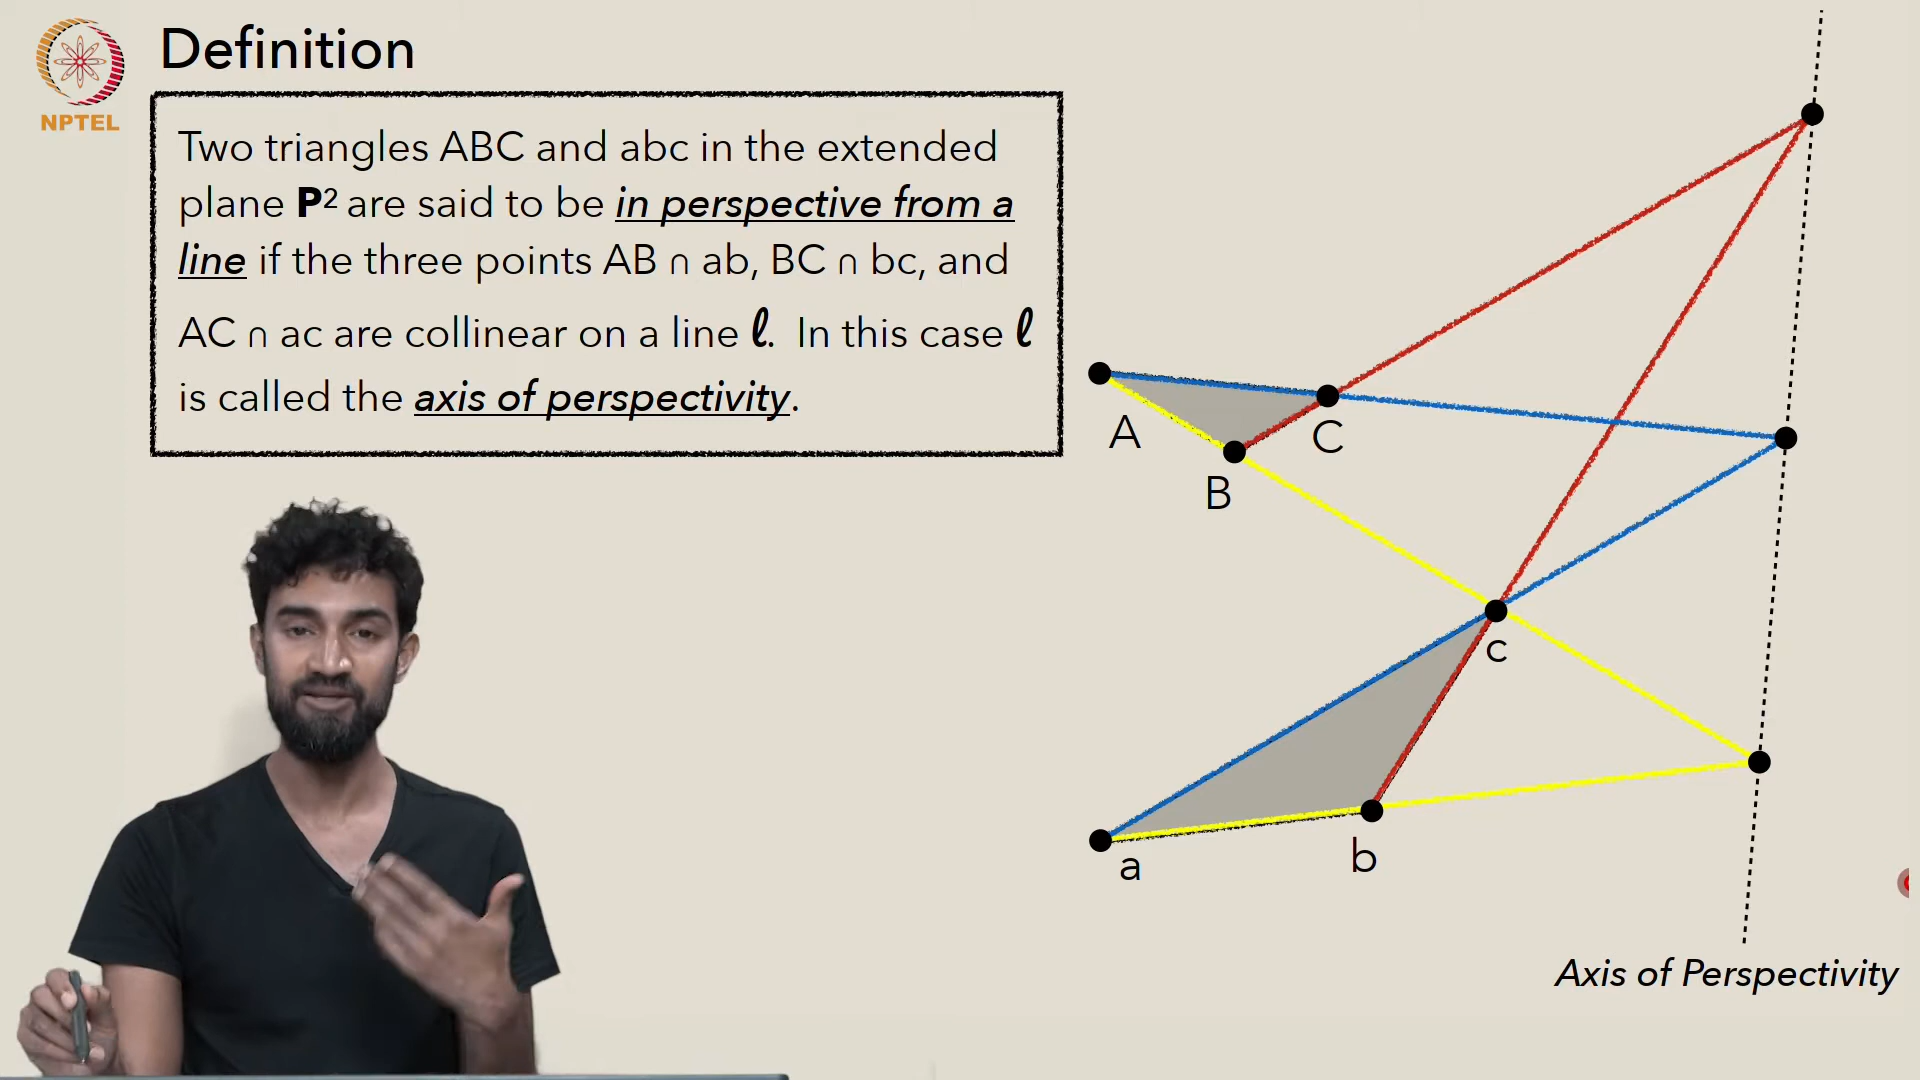 NPTEL
Definition
Two triangles ABC and abc in the extended
plane P² are said to be in perspective from a
line if the three points AB ∩ ab, BC ∩ bc, and
AC ∩ ac are collinear on a line ℓ. In this case ℓ
is called the axis of perspectivity.
A
B
C
c
a
b
Axis of Perspectivity